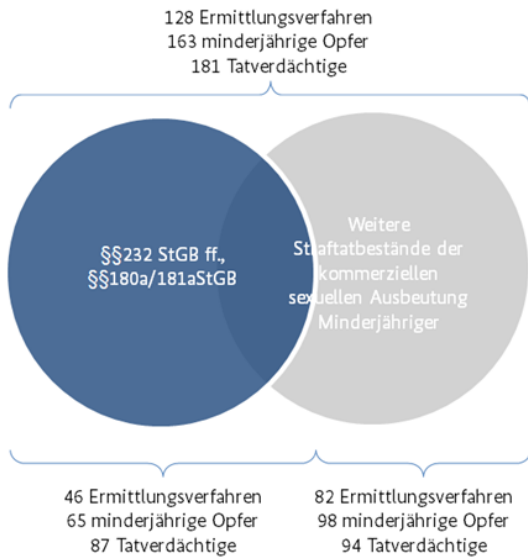 128 Ermittlungsverfahren
163 minderjährige Opfer
181 Tatverdächtige
§§232 StGB ff.,
§§180a/181aStGB
Weitere
Straftatbestände der
kommerziellen
sexuellen Ausbeutung
Minderjähriger
46 Ermittlungsverfahren
65 minderjährige Opfer
87 Tatverdächtige
82 Ermittlungsverfahren
98 minderjährige Opfer
94 Tatverdächtige